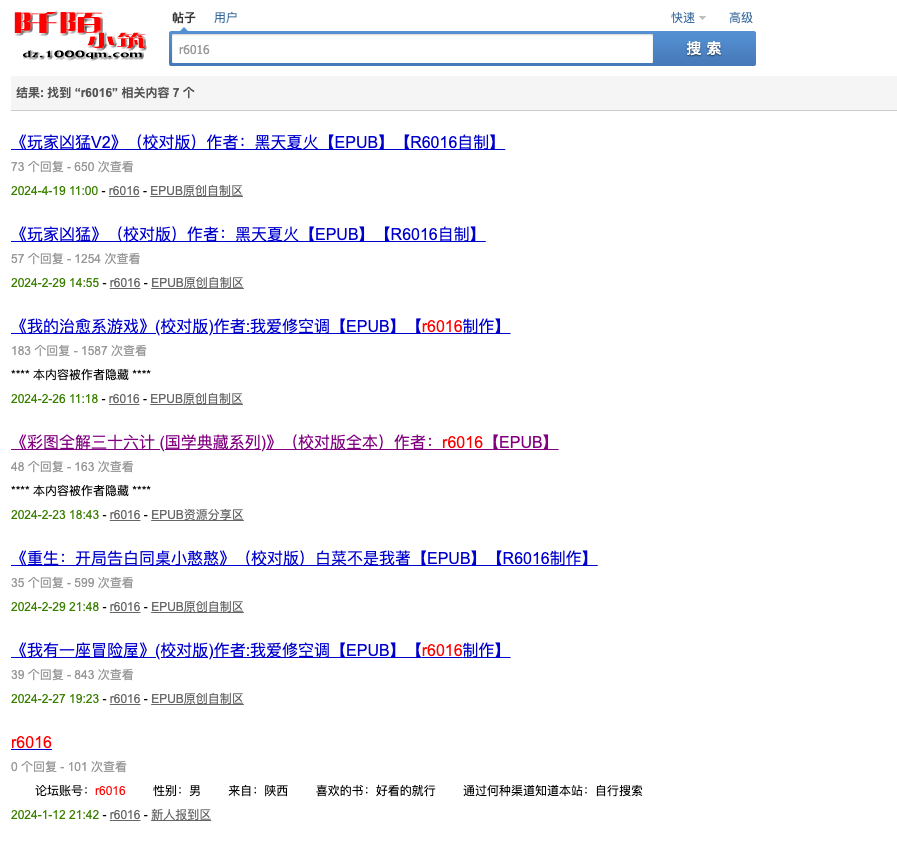 阡陌小筑
dz.1000qm.com
帖子 用户 快速 高级
r6016 搜索
结果: 找到 “r6016” 相关内容 7 个
《玩家凶猛V2》（校对版）作者：黑天夏火【EPUB】【R6016自制】
73 个回复 - 650 次查看
2024-4-19 11:00 - r6016 - EPUB原创自制区
《玩家凶猛》（校对版）作者：黑天夏火【EPUB】【R6016自制】
57 个回复 - 1254 次查看
2024-2-29 14:55 - r6016 - EPUB原创自制区
《我的治愈系游戏》(校对版)作者:我爱修空调【EPUB】【r6016制作】
183 个回复 - 1587 次查看
**** 本内容被作者隐藏 ****
2024-2-26 11:18 - r6016 - EPUB原创自制区
《彩图全解三十六计 (国学典藏系列)》（校对版全本）作者：r6016【EPUB】
48 个回复 - 163 次查看
**** 本内容被作者隐藏 ****
2024-2-23 18:43 - r6016 - EPUB资源分享区
《重生：开局告白同桌小憨憨》（校对版）白菜不是我著【EPUB】【R6016制作】
35 个回复 - 599 次查看
2024-2-29 21:48 - r6016 - EPUB原创自制区
《我有一座冒险屋》(校对版)作者:我爱修空调【EPUB】【r6016制作】
39 个回复 - 843 次查看
2024-2-27 19:23 - r6016 - EPUB原创自制区
r6016
0 个回复 - 101 次查看
论坛账号：r6016 性别：男 来自：陕西 喜欢的书：好看的就行 通过何种渠道知道本站：自行搜索
2024-1-12 21:42 - r6016 - 新人报到区